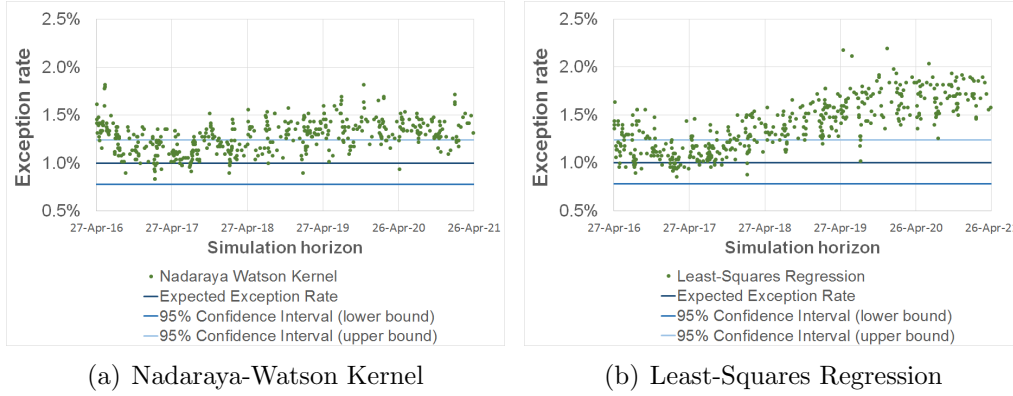 2.5%
2.0%
1.5%
1.0%
0.5%
Exception rate
27-Apr-16 27-Apr-17 27-Apr-18 27-Apr-19 26-Apr-20 26-Apr-21
Simulation horizon
Nadaraya Watson Kernel
Expected Exception Rate
95% Confidence Interval (lower bound)
95% Confidence Interval (upper bound)
(a) Nadaraya-Watson Kernel
2.5%
2.0%
1.5%
1.0%
0.5%
Exception rate
27-Apr-16 27-Apr-17 27-Apr-18 27-Apr-19 26-Apr-20 26-Apr-2
Simulation horizon
Least-Squares Regression
Expected Exception Rate
95% Confidence Interval (lower bound)
95% Confidence Interval (upper bound)
(b) Least-Squares Regression